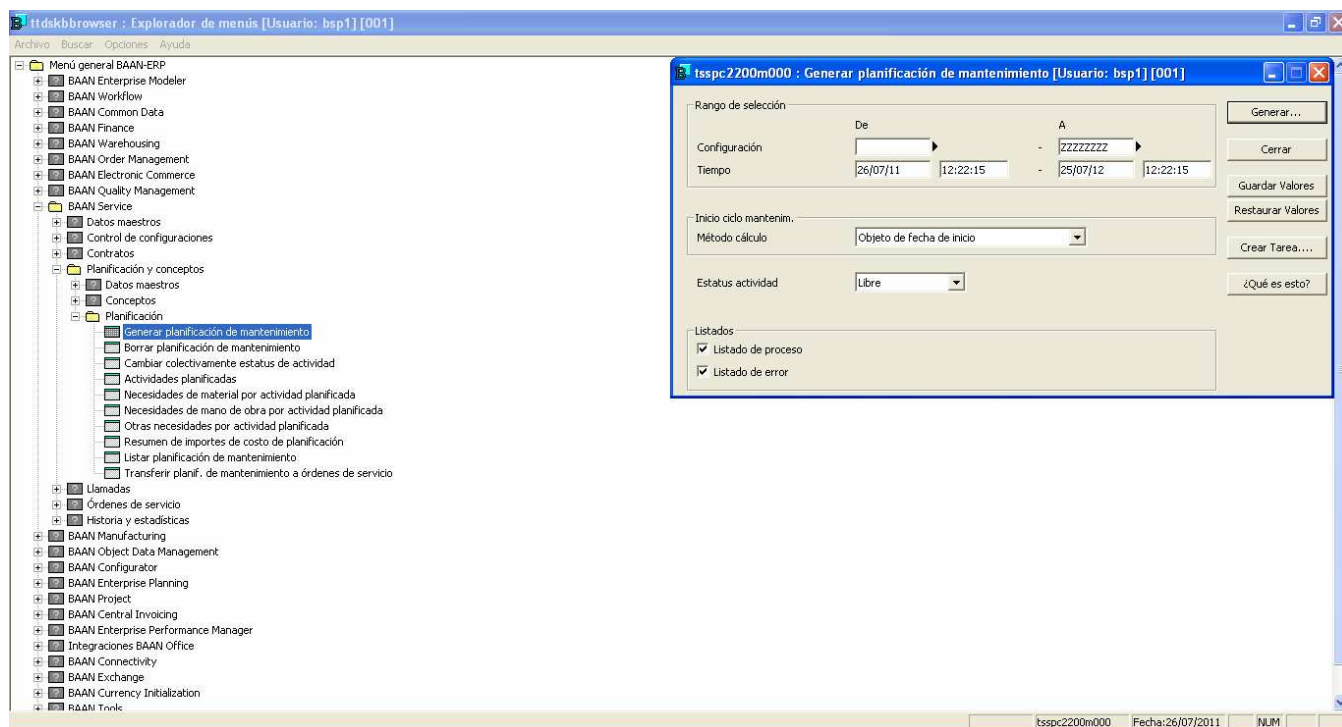 ttdskbbrowser : Explorador de menús [Usuario: bsp1] [001]
Archivo Buscar Opciones Ayuda
Menú general BAAN-ERP
BAAN Enterprise Modeler
BAAN Workflow
BAAN Common Data
BAAN Finance
BAAN Warehousing
BAAN Order Management
BAAN Electronic Commerce
BAAN Quality Management
BAAN Service
Datos maestros
Control de configuraciones
Contratos
Planificación y conceptos
Datos maestros
Conceptos
Planificación
Generar planificación de mantenimiento
Borrar planificación de mantenimiento
Cambiar colectivamente estatus de actividad
Actividades planificadas
Necesidades de material por actividad planificada
Necesidades de mano de obra por actividad planificada
Otras necesidades por actividad planificada
Resumen de importes de costo de planificación
Listar planificación de mantenimiento
Transferir planif. de mantenimiento a órdenes de servicio
Llamadas
Órdenes de servicio
Historia y estadísticas
BAAN Manufacturing
BAAN Object Data Management
BAAN Configurator
BAAN Enterprise Planning
BAAN Project
BAAN Central Invoicing
BAAN Enterprise Performance Manager
Integraciones BAAN Office
BAAN Connectivity
BAAN Exchange
BAAN Currency Initialization
BAAN Tools
tsspc2200m000 : Generar planificación de mantenimiento [Usuario: bsp1] [001]
Rango de selección
De A
Configuración - ZZZZZZZZ
Tiempo 26/07/11 12:22:15 - 25/07/12 12:22:15
Inicio ciclo mantenim.
Método cálculo Objeto de fecha de inicio
Estatus actividad Libre
Listados
Listado de proceso
Listado de error
Generar...
Cerrar
Guardar Valores
Restaurar Valores
Crear Tarea....
¿Qué es esto?
tsspc2200m000 Fecha:26/07/2011 NUM